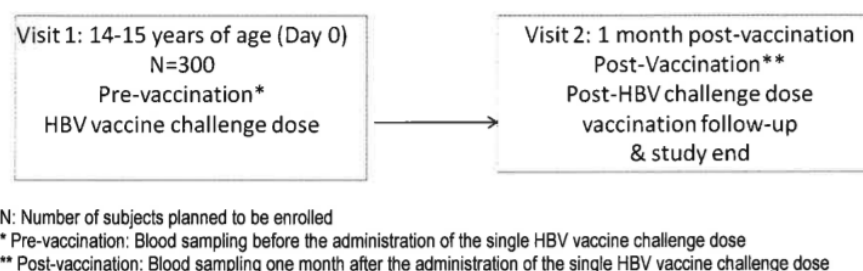 Visit 1: 14-15 years of age (Day 0)
N=300
Pre-vaccination*
HBV vaccine challenge dose
Visit 2: 1 month post-vaccination
Post-Vaccination**
Post-HBV challenge dose
vaccination follow-up
& study end
N: Number of subjects planned to be enrolled
* Pre-vaccination: Blood sampling before the administration of the single HBV vaccine challenge dose
** Post-vaccination: Blood sampling one month after the administration of the single HBV vaccine challenge dose